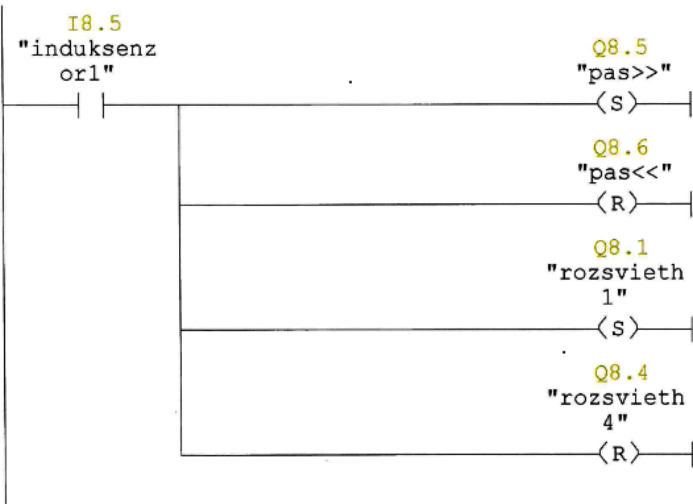 I8.5
"induksenz
or1"
Q8.5
"pas>>"
(S)
Q8.6
"pas<<"
(R)
Q8.1
"rozsvieth
1"
(S)
Q8.4
"rozsvieth
4"
(R)